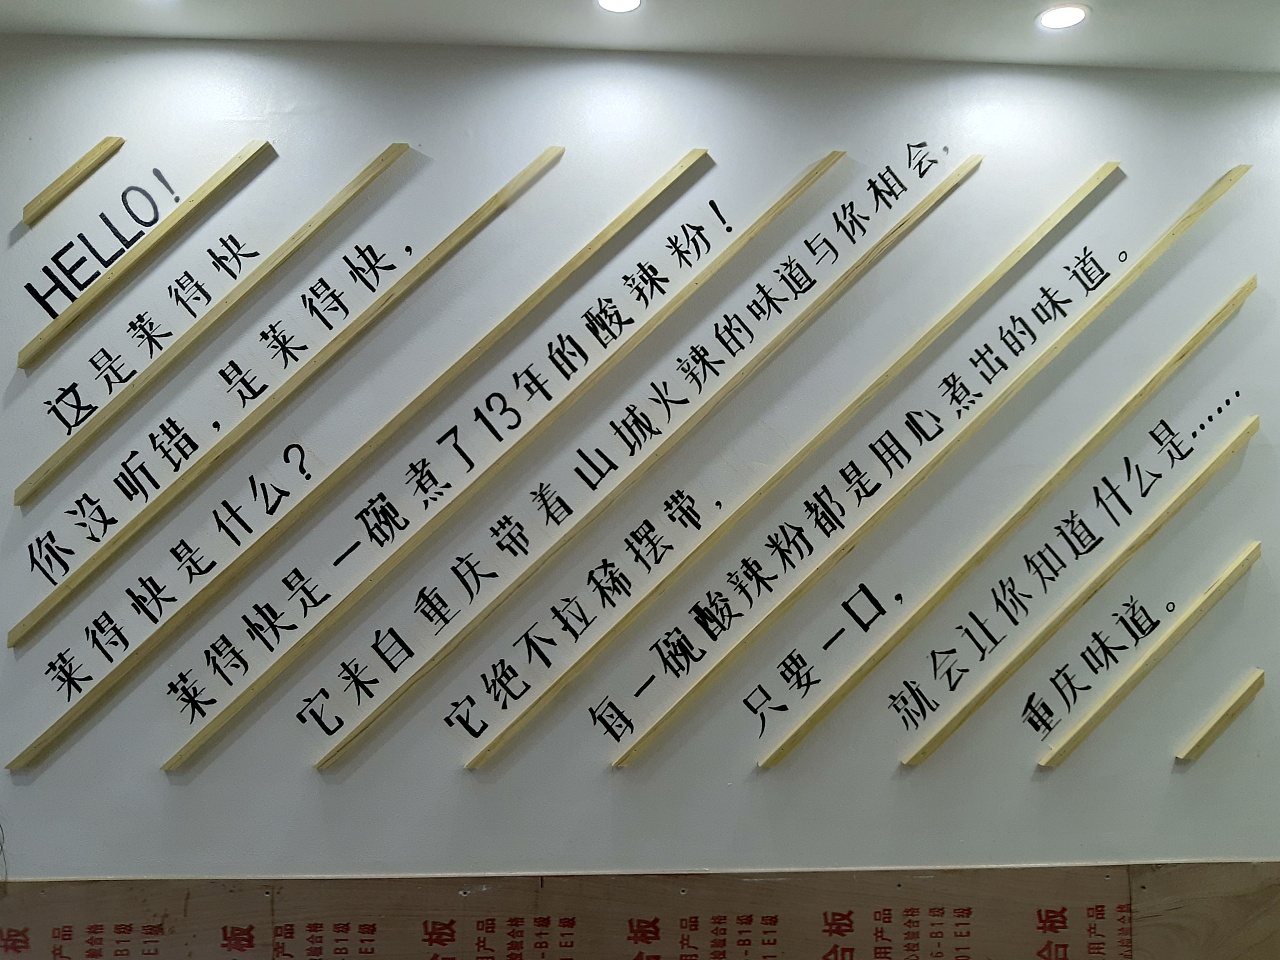 HELLO!
这是莱得快
你没听错，是莱得快，
莱得快是什么？
莱得快是一碗煮了13年的酸辣粉！
它来自重庆带着山城火辣的味道与你相会，
它绝不拉稀摆带，
每一碗酸辣粉都是用心煮出的味道。
只要一口，
就会让你知道什么是……
重庆味道。